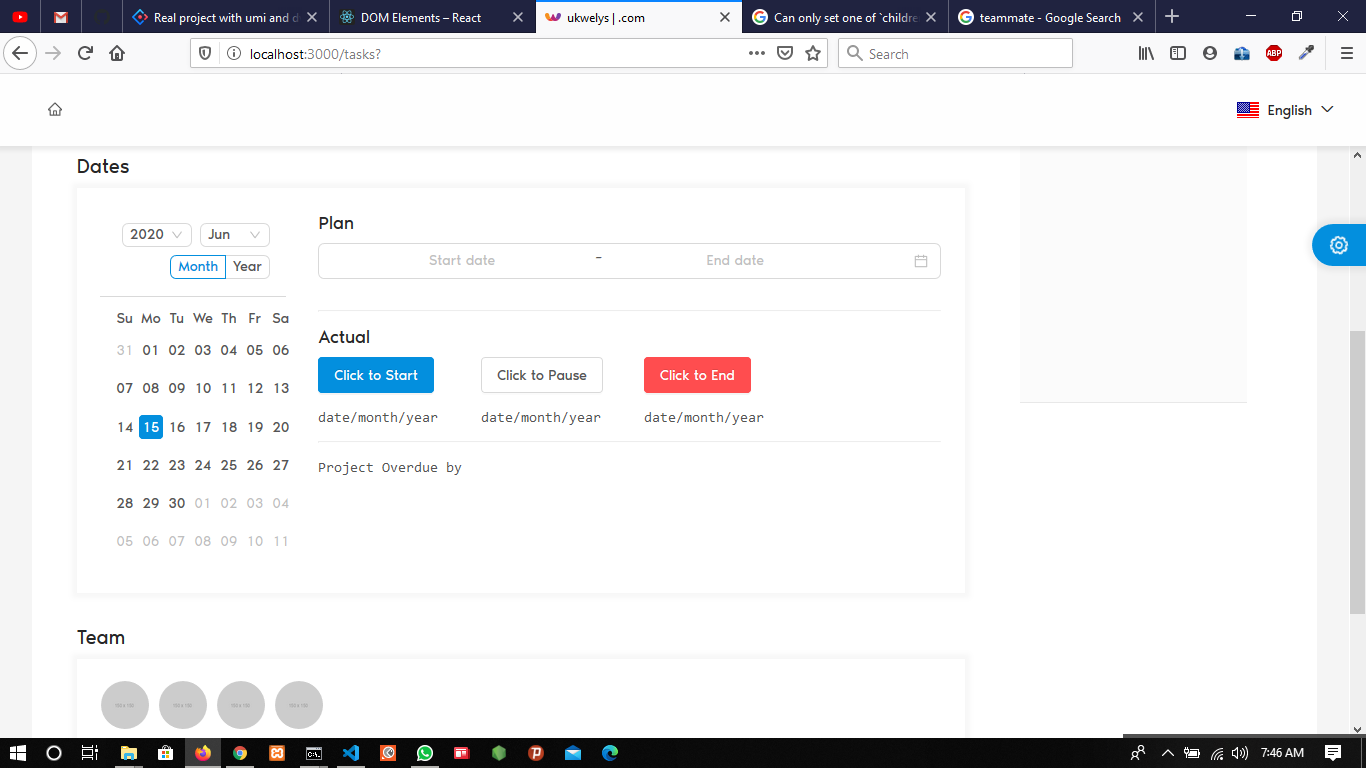 Real project with umi and d
DOM Elements – React
ukwelys | .com
Can only set one of `childre
teammate - Google Search
localhost:3000/tasks?
Search
ABP
English
Dates
2020
Jun
Month
Year
Su Mo Tu We Th Fr Sa
31 01 02 03 04 05 06
07 08 09 10 11 12 13
14 15 16 17 18 19 20
21 22 23 24 25 26 27
28 29 30 01 02 03 04
05 06 07 08 09 10 11
Plan
Start date
-
End date
Actual
Click to Start
Click to Pause
Click to End
date/month/year
date/month/year
date/month/year
Project Overdue by
Team
7:46 AM